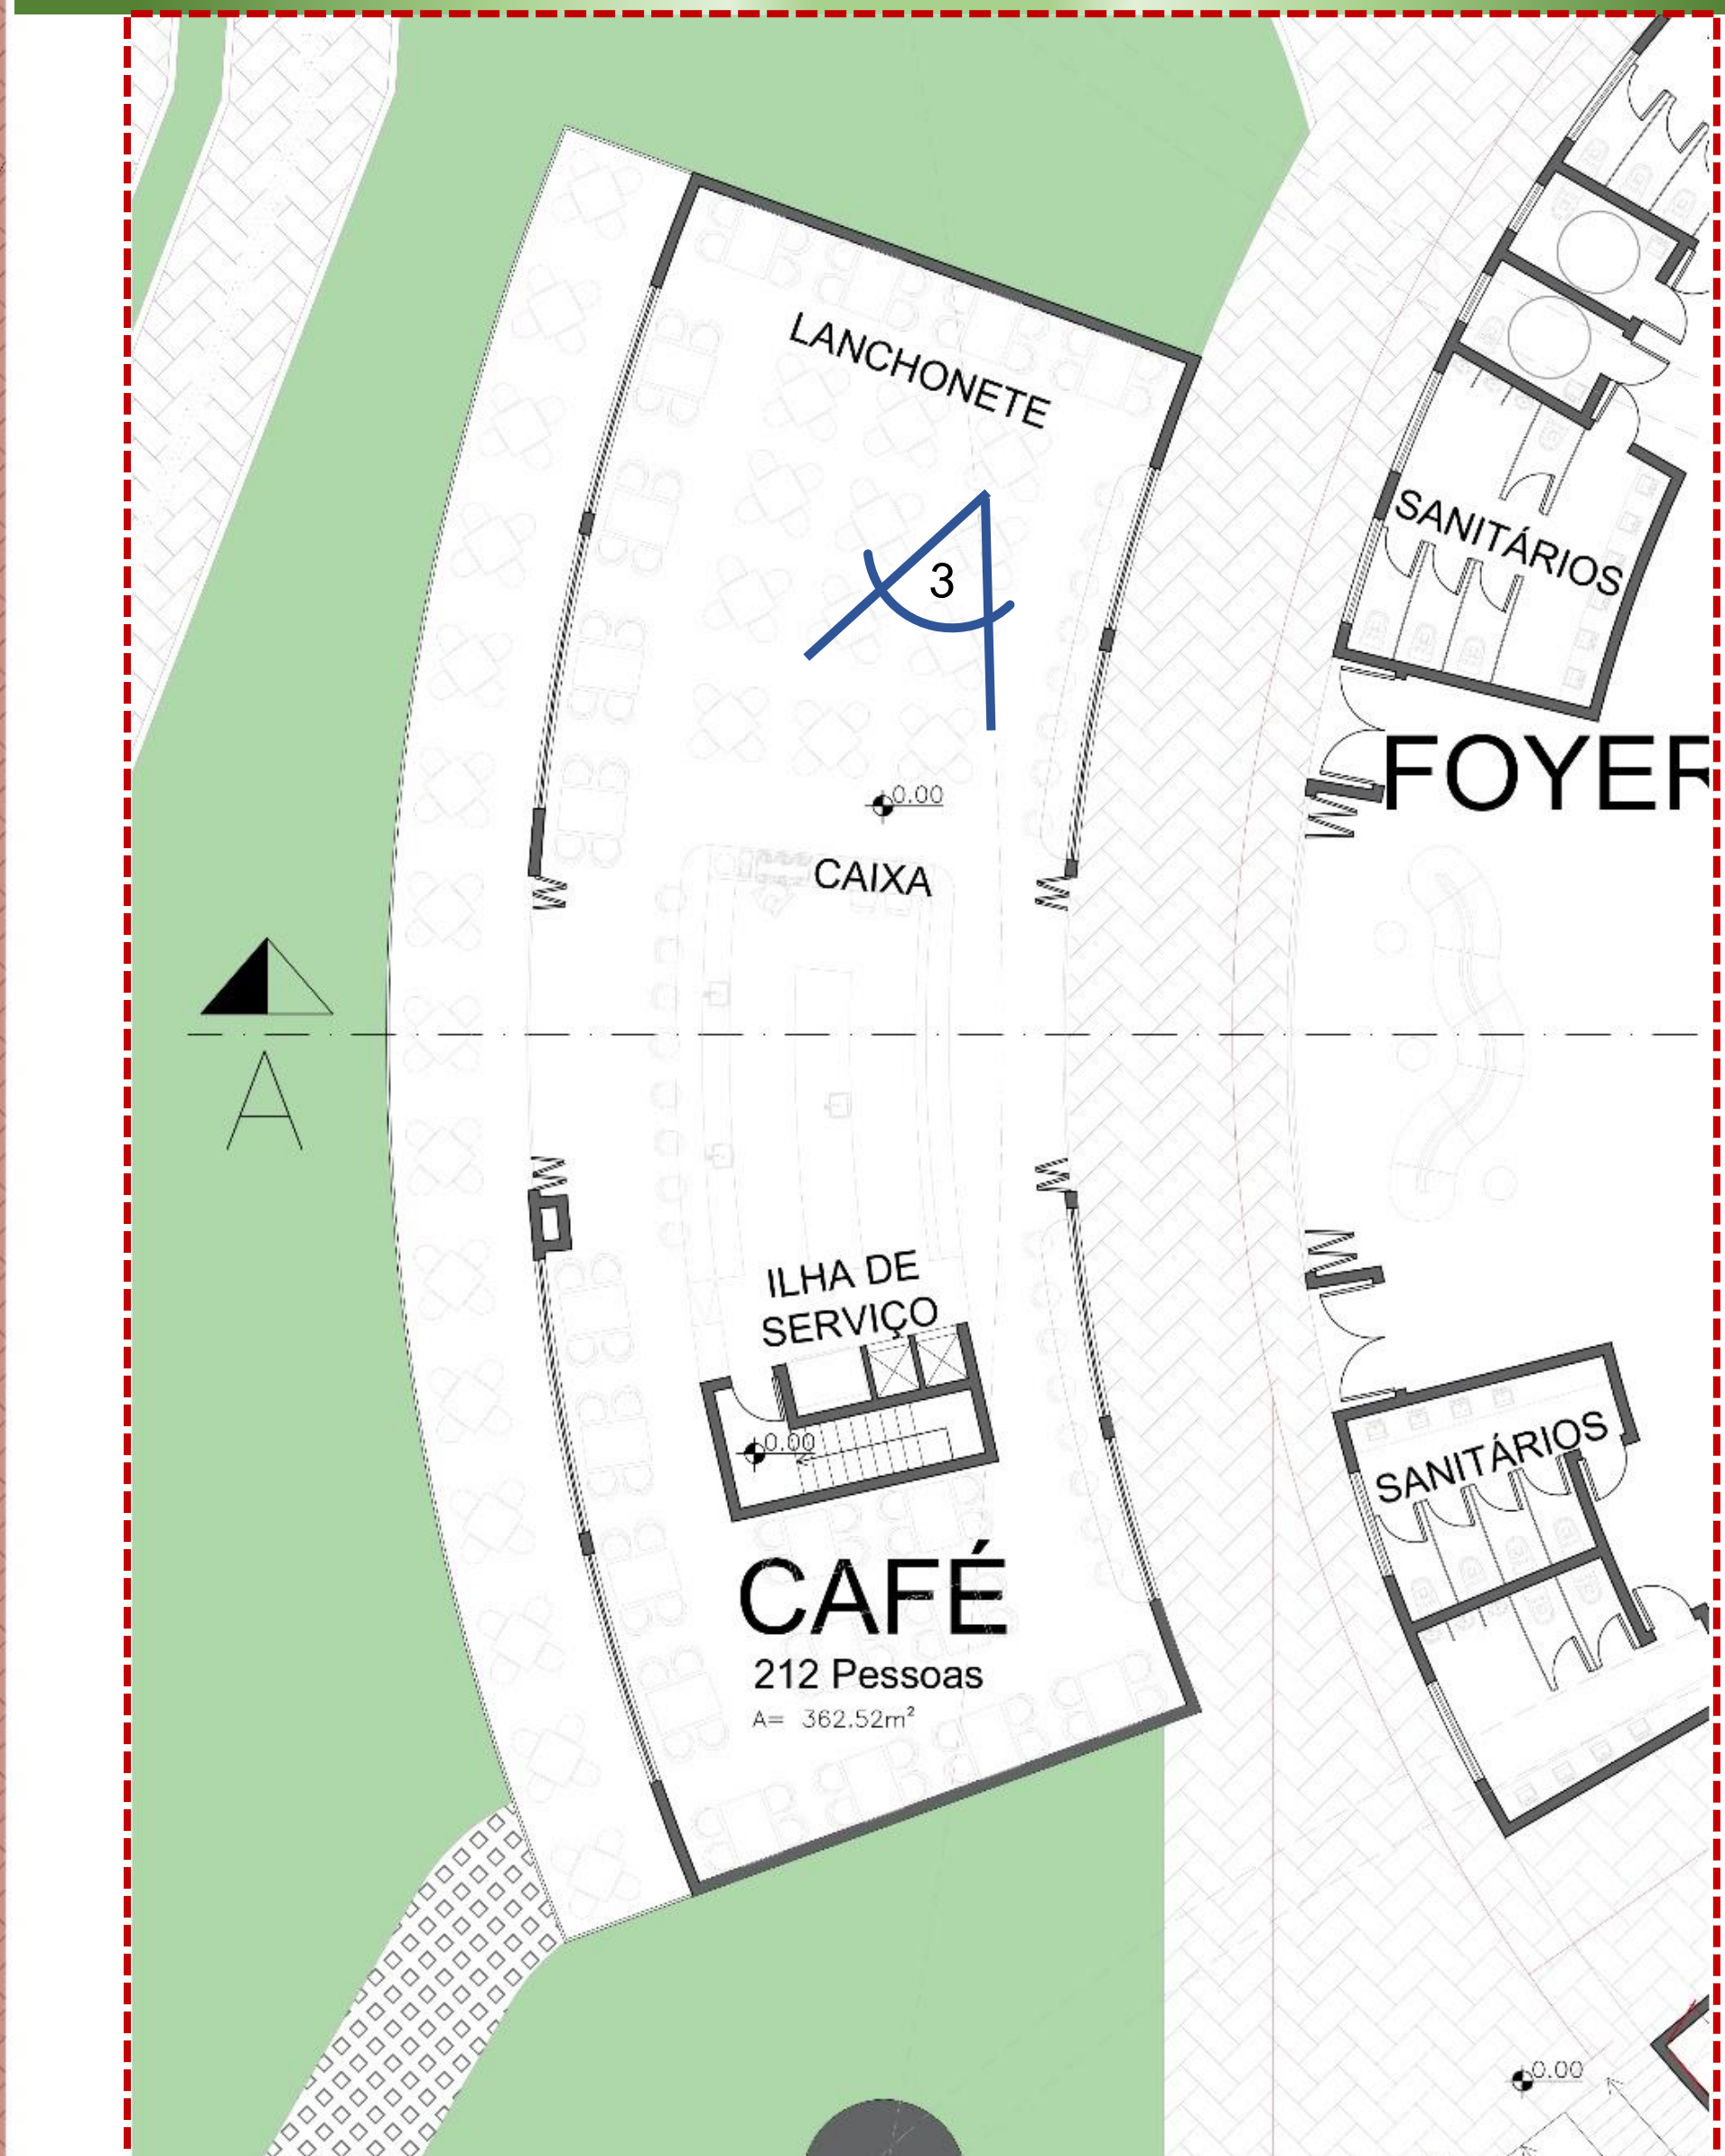 LANCHONETE
3
SANITÁRIOS
FOYER
0.00
CAIXA
A
ILHA DE
SERVIÇO
0.00
SANITÁRIOS
CAFÉ
212 Pessoas
A= 362.52m²
0.00